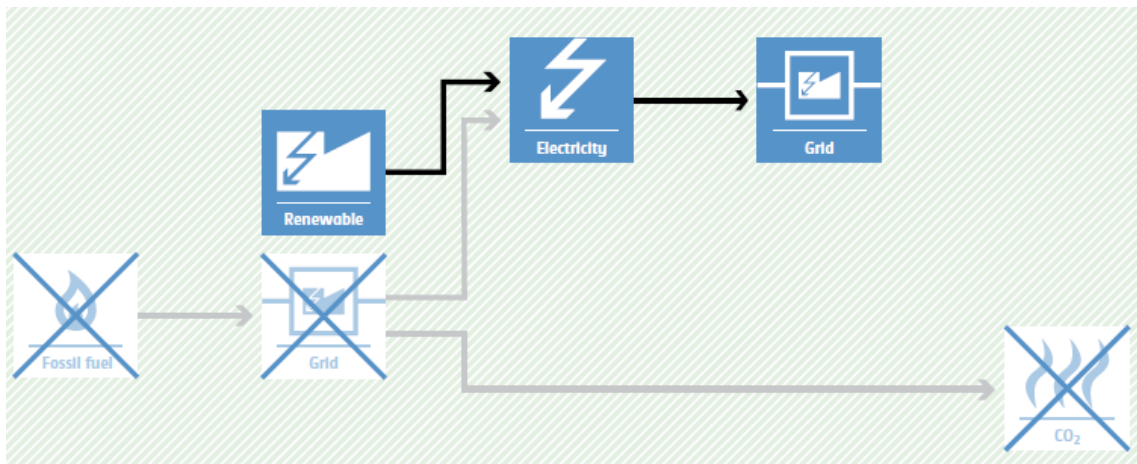 Electricity
Grid
Renewable
Fossil fuel
Grid
CO₂